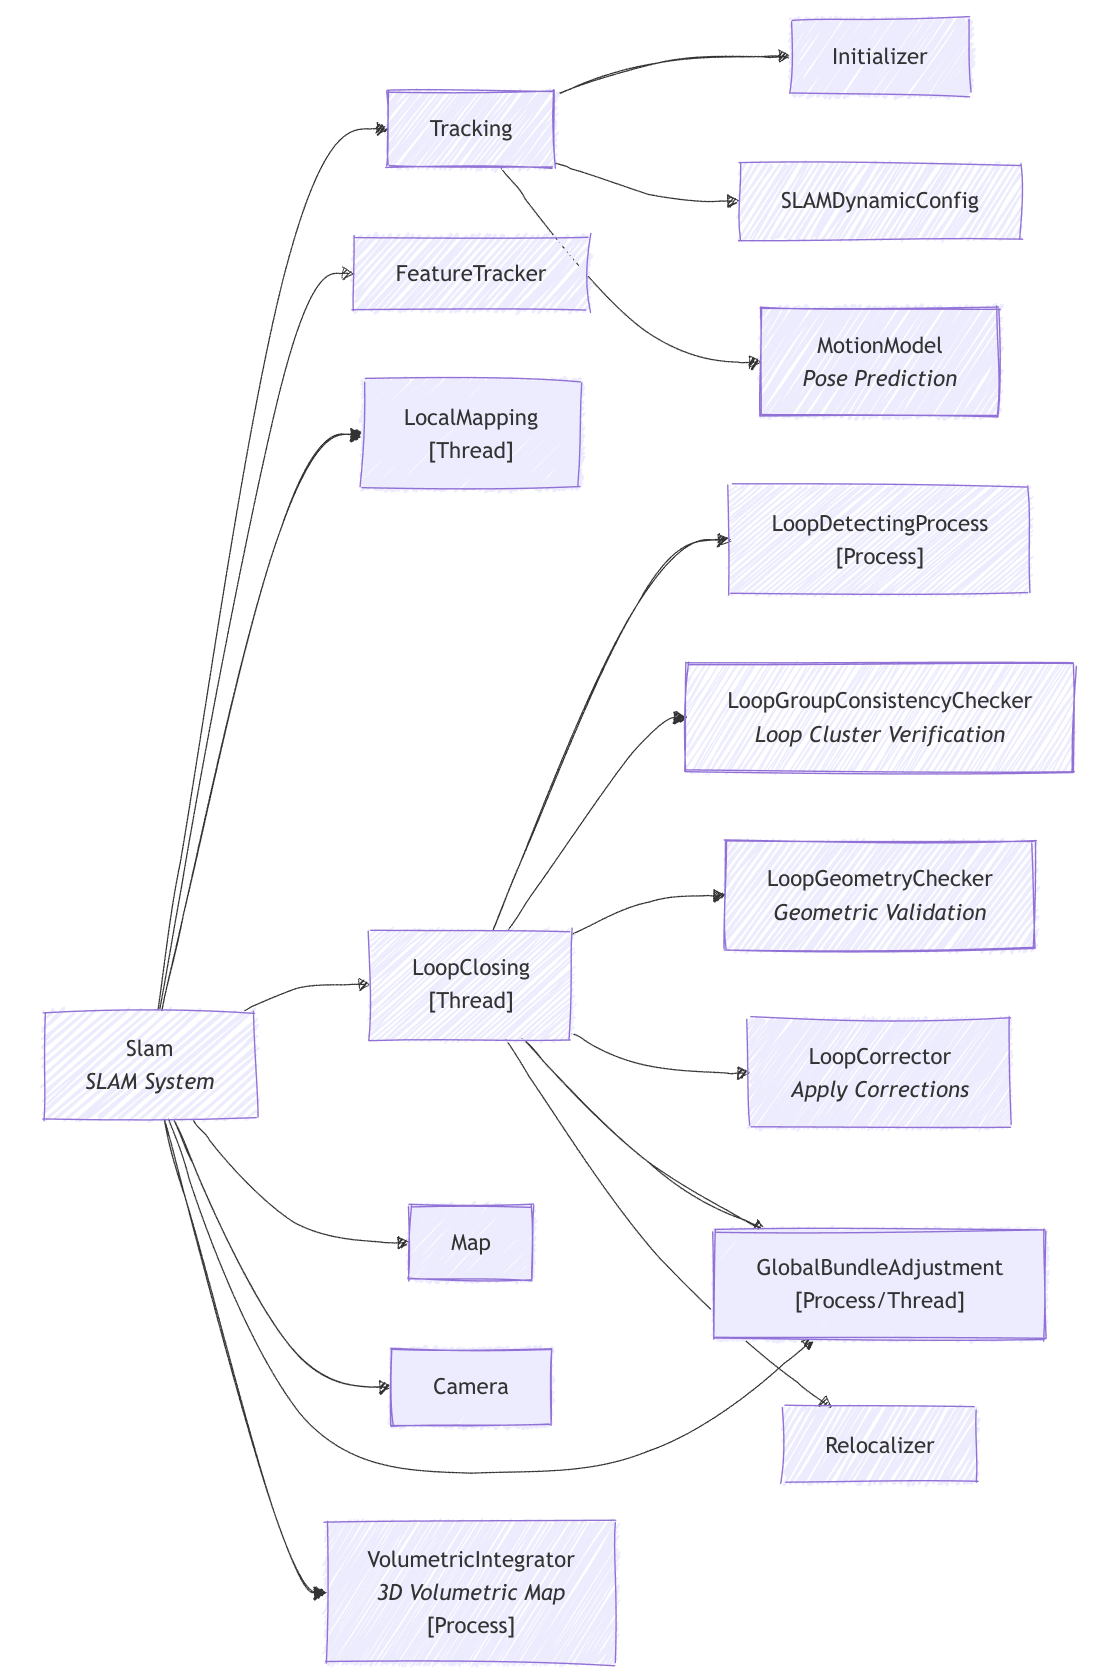 Initializer
Tracking
SLAMDynamicConfig
FeatureTracker
MotionModel
Pose Prediction
LocalMapping
[Thread]
LoopDetectingProcess
[Process]
LoopGroupConsistencyChecker
Loop Cluster Verification
LoopGeometryChecker
Geometric Validation
LoopClosing
[Thread]
Slam
SLAM System
LoopCorrector
Apply Corrections
Map
GlobalBundleAdjustment
[Process/Thread]
Camera
Relocalizer
VolumetricIntegrator
3D Volumetric Map
[Process]